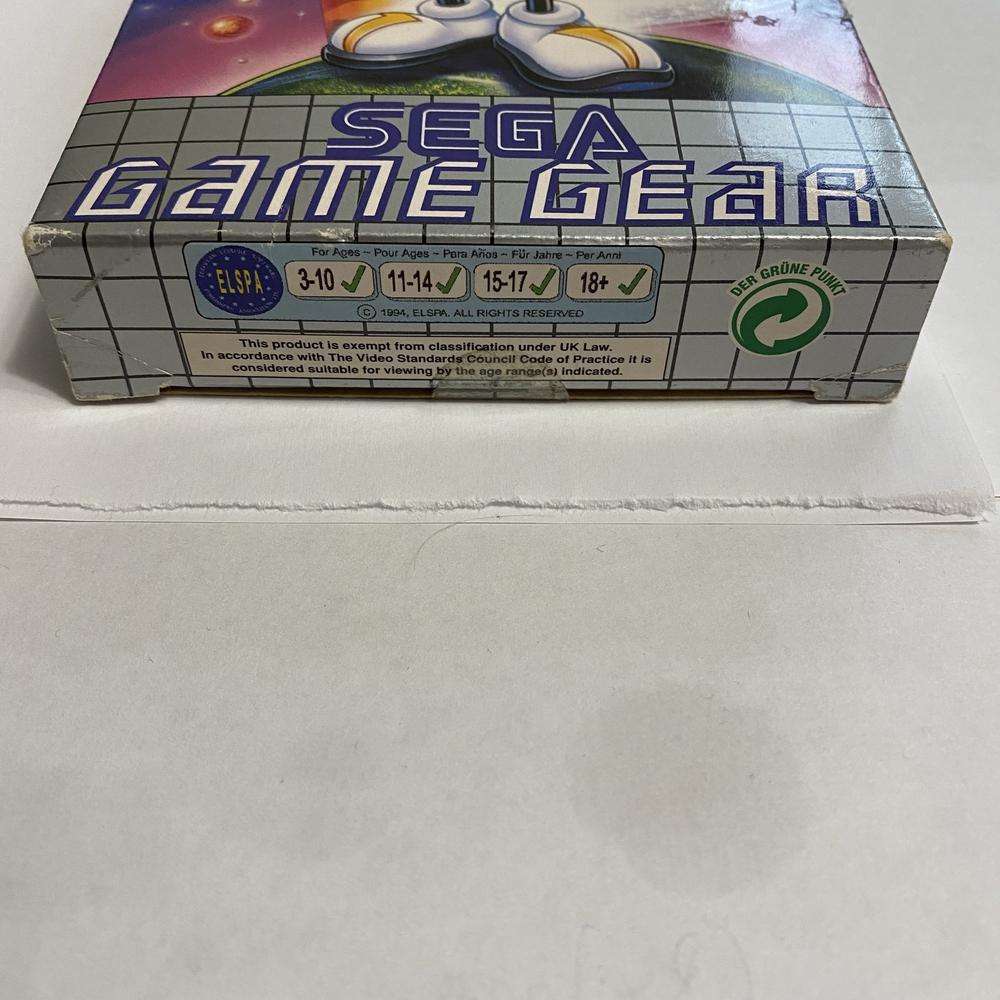 SEGA
GAME GEAR
ELSPA
For Ages ~ Pour Ages ~ Para Años ~ Für Jahre ~ Per Anni
3-10 11-14 15-17 18+
© 1994, ELSPA. ALL RIGHTS RESERVED
This product is exempt from classification under UK Law.
In accordance with The Video Standards Council Code of Practice it is
considered suitable for viewing by the age range(s) indicated.
DER GRÜNE PUNKT